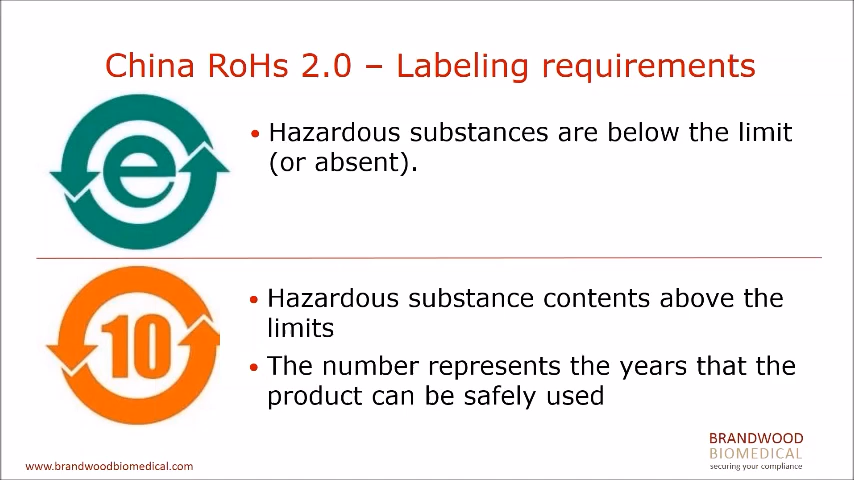 China RoHs 2.0 – Labeling requirements
e
• Hazardous substances are below the limit
(or absent).
10
• Hazardous substance contents above the
limits
• The number represents the years that the
product can be safely used
BRANDWOOD
BIOMEDICAL
securing your compliance
www.brandwoodbiomedical.com